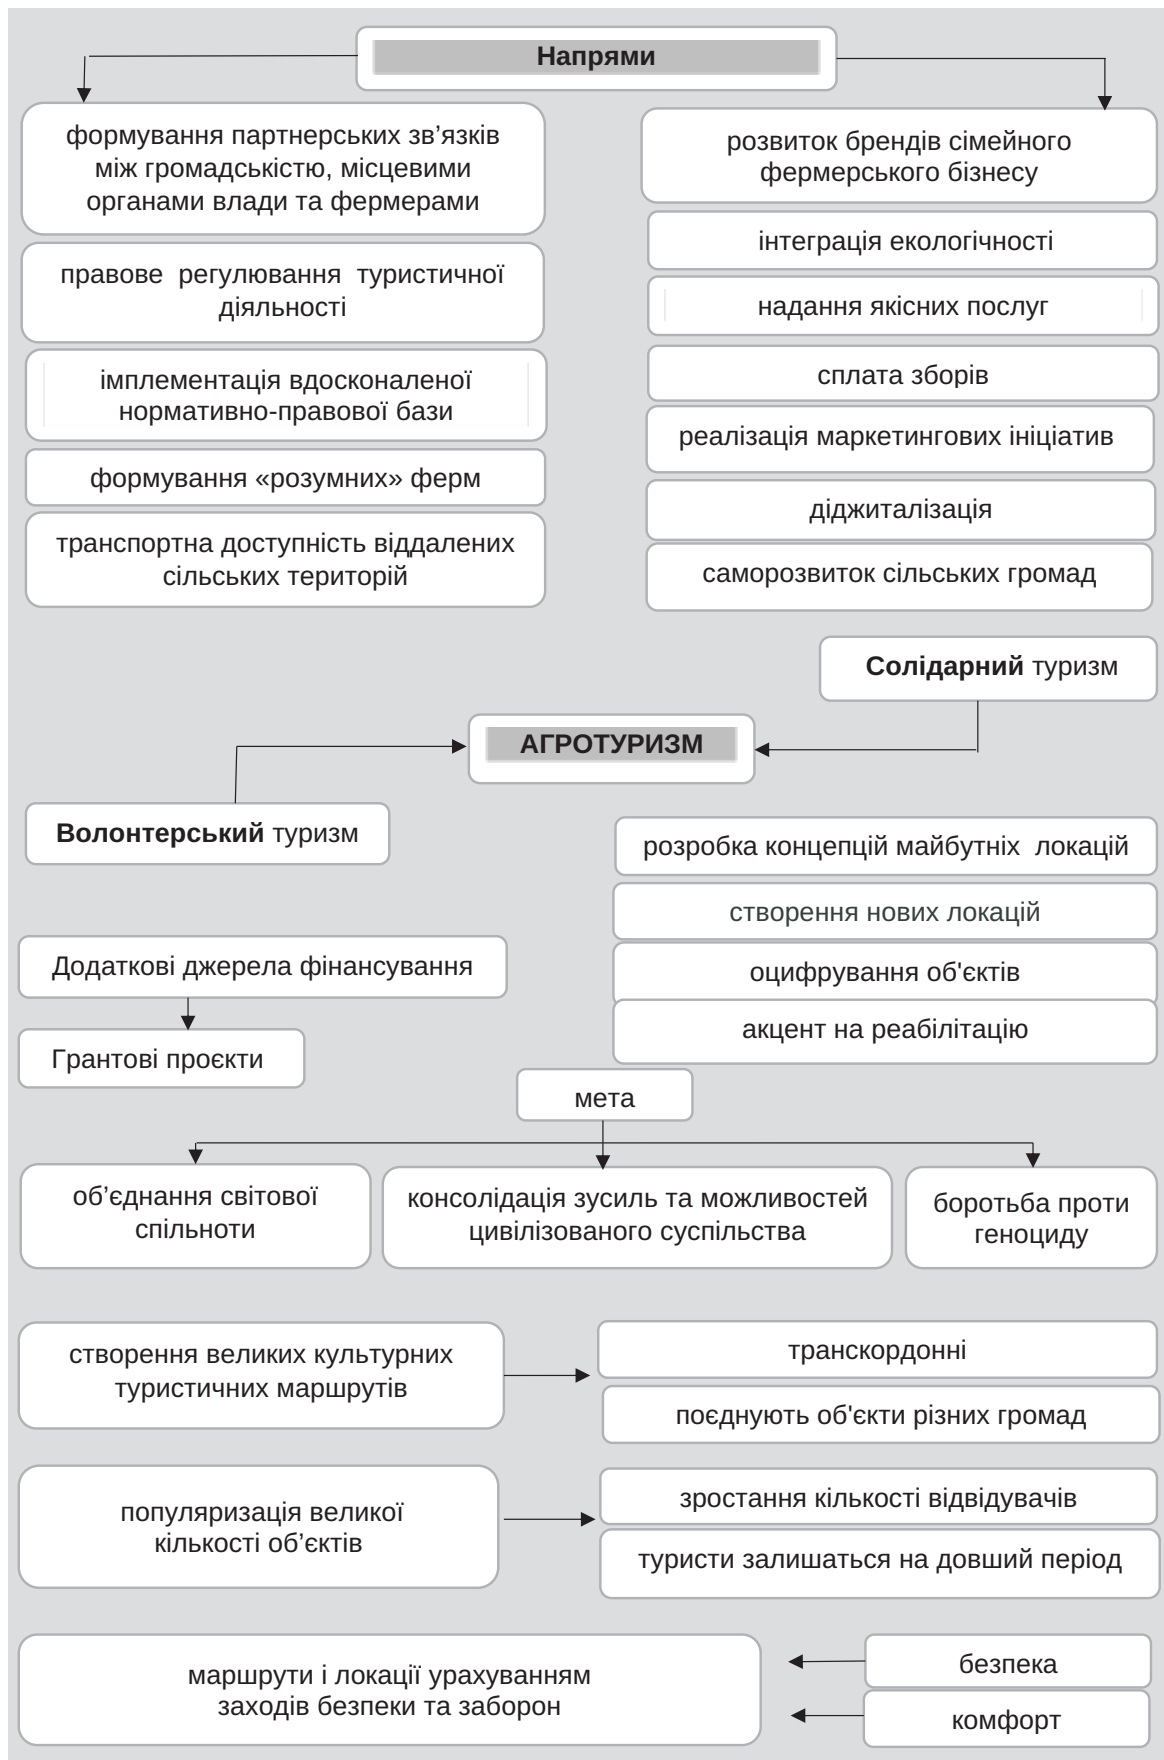 Напрями
формування партнерських зв’язків
між громадськістю, місцевими
органами влади та фермерами
правове регулювання туристичної
діяльності
імплементація вдосконаленої
нормативно-правової бази
формування «розумних» ферм
транспортна доступність віддалених
сільських територій
розвиток брендів сімейного
фермерського бізнесу
інтеграція екологічності
надання якісних послуг
сплата зборів
реалізація маркетингових ініціатив
діджиталізація
саморозвиток сільських громад
Солідарний туризм
АГРОТУРИЗМ
Волонтерський туризм
розробка концепцій майбутніх локацій
створення нових локацій
оцифрування об'єктів
акцент на реабілітацію
Додаткові джерела фінансування
Грантові проєкти
мета
об’єднання світової
спільноти
консолідація зусиль та можливостей
цивілізованого суспільства
боротьба проти
геноциду
створення великих культурних
туристичних маршрутів
транскордонні
поєднують об'єкти різних громад
популяризація великої
кількості об’єктів
зростання кількості відвідувачів
туристи залишаться на довший період
маршрути і локації урахуванням
заходів безпеки та заборон
безпека
комфорт